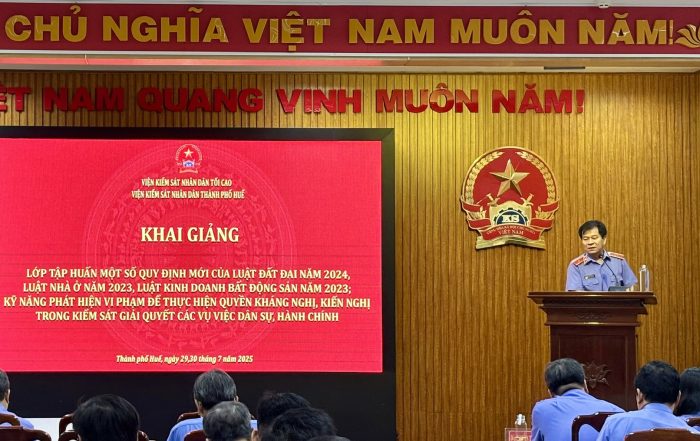 CHỦ NGHĨA VIỆT NAM MUÔN NĂM!
VIỆT NAM QUANG VINH MUÔN NĂM!
VIỆN KIỂM SÁT NHÂN DÂN TỐI CAO
VIỆN KIỂM SÁT NHÂN DÂN THÀNH PHỐ HUẾ
KHAI GIẢNG
LỚP TẬP HUẤN MỘT SỐ QUY ĐỊNH MỚI CỦA LUẬT ĐẤT ĐAI NĂM 2024,
LUẬT NHÀ Ở NĂM 2023, LUẬT KINH DOANH BẤT ĐỘNG SẢN NĂM 2023;
KỸ NĂNG PHÁT HIỆN VI PHẠM ĐỂ THỰC HIỆN QUYỀN KHÁNG NGHỊ, KIẾN NGHỊ
TRONG KIỂM SÁT GIẢI QUYẾT CÁC VỤ VIỆC DÂN SỰ, HÀNH CHÍNH
Thành phố Huế, ngày 29,30 tháng 7 năm 2025
KS
VIỆT NAM